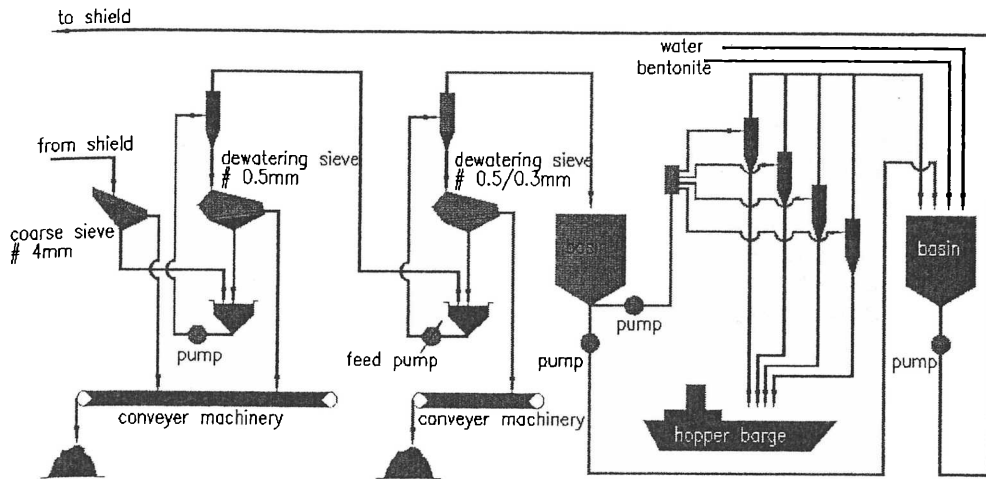 to shield
water
bentonite
from shield
dewatering sieve
# 0.5mm
dewatering sieve
# 0.5/0.3mm
coarse sieve
# 4mm
basin
basin
pump
pump
feed pump
pump
pump
conveyer machinery
conveyer machinery
hopper barge